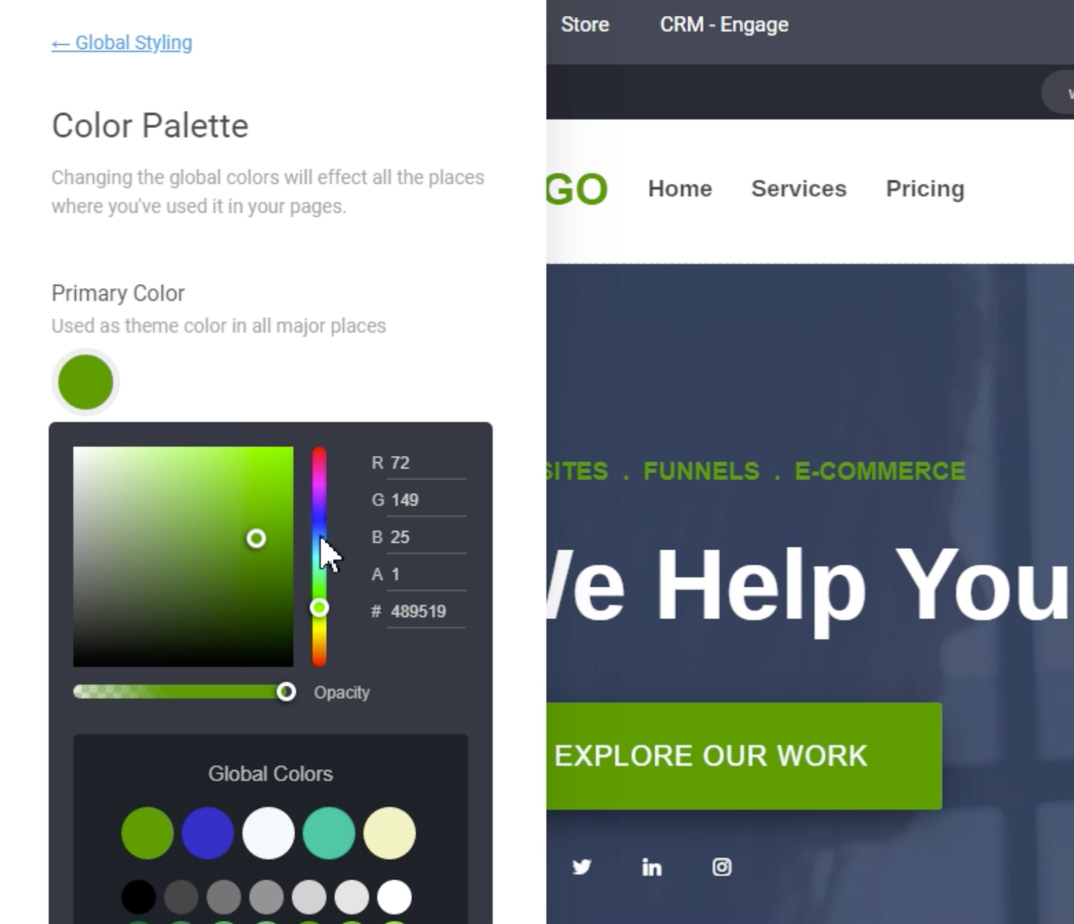 ← Global Styling
Color Palette
Changing the global colors will effect all the places
where you've used it in your pages.
Primary Color
Used as theme color in all major places
R 72
G 149
B 25
A 1
# 489519
Opacity
Global Colors
Store CRM - Engage
GO Home Services Pricing
SITES . FUNNELS . E-COMMERCE
We Help You
EXPLORE OUR WORK